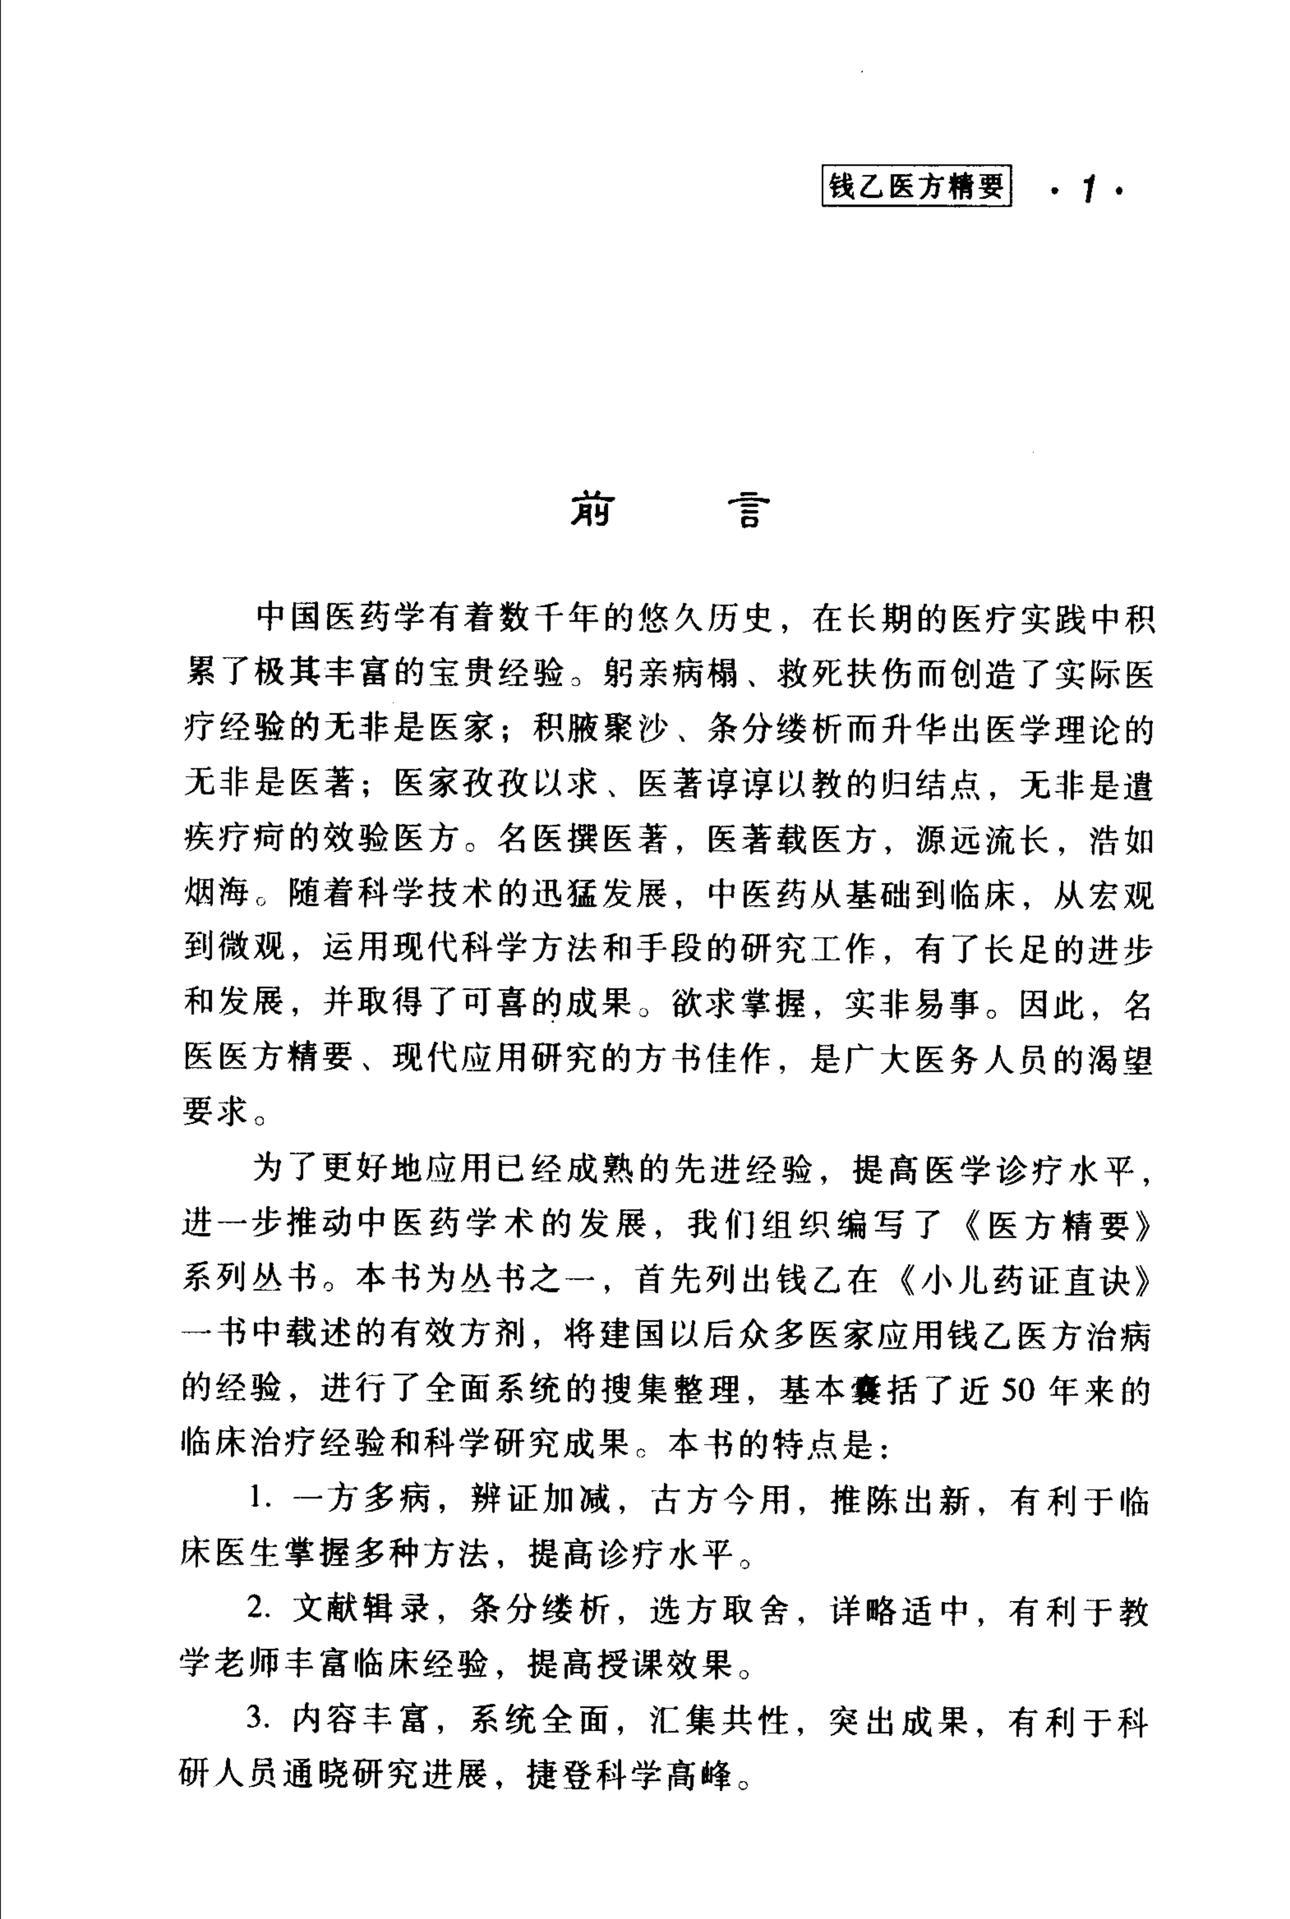 钱乙医方精要 ·1·
前 言
中国医药学有着数千年的悠久历史，在长期的医疗实践中积
累了极其丰富的宝贵经验。躬亲病榻、救死扶伤而创造了实际医
疗经验的无非是医家；积腋聚沙、条分缕析而升华出医学理论的
无非是医著；医家孜孜以求、医著谆谆以教的归结点，无非是遣
疾疗疴的效验医方。名医撰医著，医著载医方，源远流长，浩如
烟海。随着科学技术的迅猛发展，中医药从基础到临床，从宏观
到微观，运用现代科学方法和手段的研究工作，有了长足的进步
和发展，并取得了可喜的成果。欲求掌握，实非易事。因此，名
医医方精要、现代应用研究的方书佳作，是广大医务人员的渴望
要求。
为了更好地应用已经成熟的先进经验，提高医学诊疗水平，
进一步推动中医药学术的发展，我们组织编写了《医方精要》
系列丛书。本书为丛书之一，首先列出钱乙在《小儿药证直诀》
一书中载述的有效方剂，将建国以后众多医家应用钱乙医方治病
的经验，进行了全面系统的搜集整理，基本囊括了近 50 年来的
临床治疗经验和科学研究成果。本书的特点是：
1. 一方多病，辨证加减，古方今用，推陈出新，有利于临
床医生掌握多种方法，提高诊疗水平。
2. 文献辑录，条分缕析，选方取舍，详略适中，有利于教
学老师丰富临床经验，提高授课效果。
3. 内容丰富，系统全面，汇集共性，突出成果，有利于科
研人员通晓研究进展，捷登科学高峰。